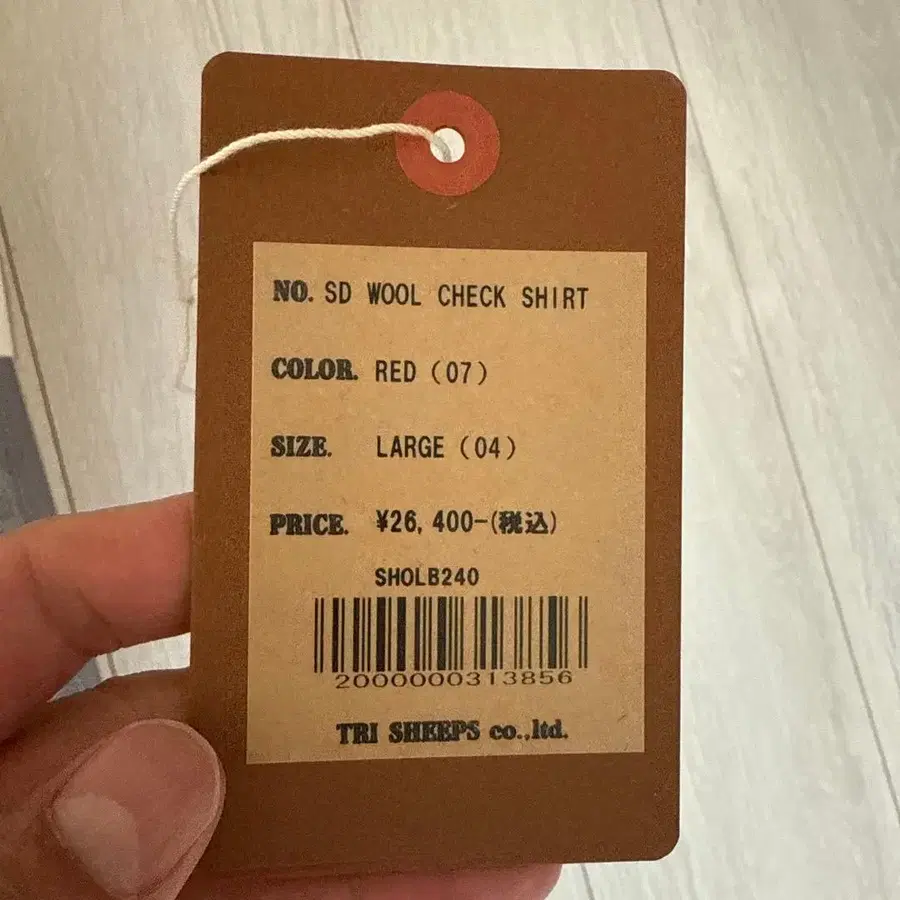 NO. SD WOOL CHECK SHIRT
COLOR. RED (07)
SIZE. LARGE (04)
PRICE. ¥26,400-(税込)
SHOLB240
2000000313856
TRI SHEEPS co.,ltd.